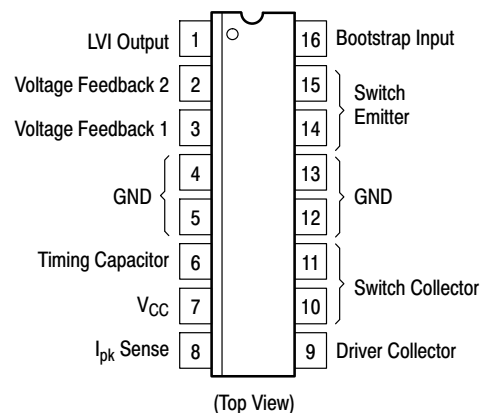 LVI Output 1 16 Bootstrap Input
Voltage Feedback 2 2 15
Switch
Emitter
Voltage Feedback 1 3 14
4 13
GND GND
5 12
Timing Capacitor 6 11
Switch Collector
VCC 7 10
Ipk Sense 8 9 Driver Collector
(Top View)